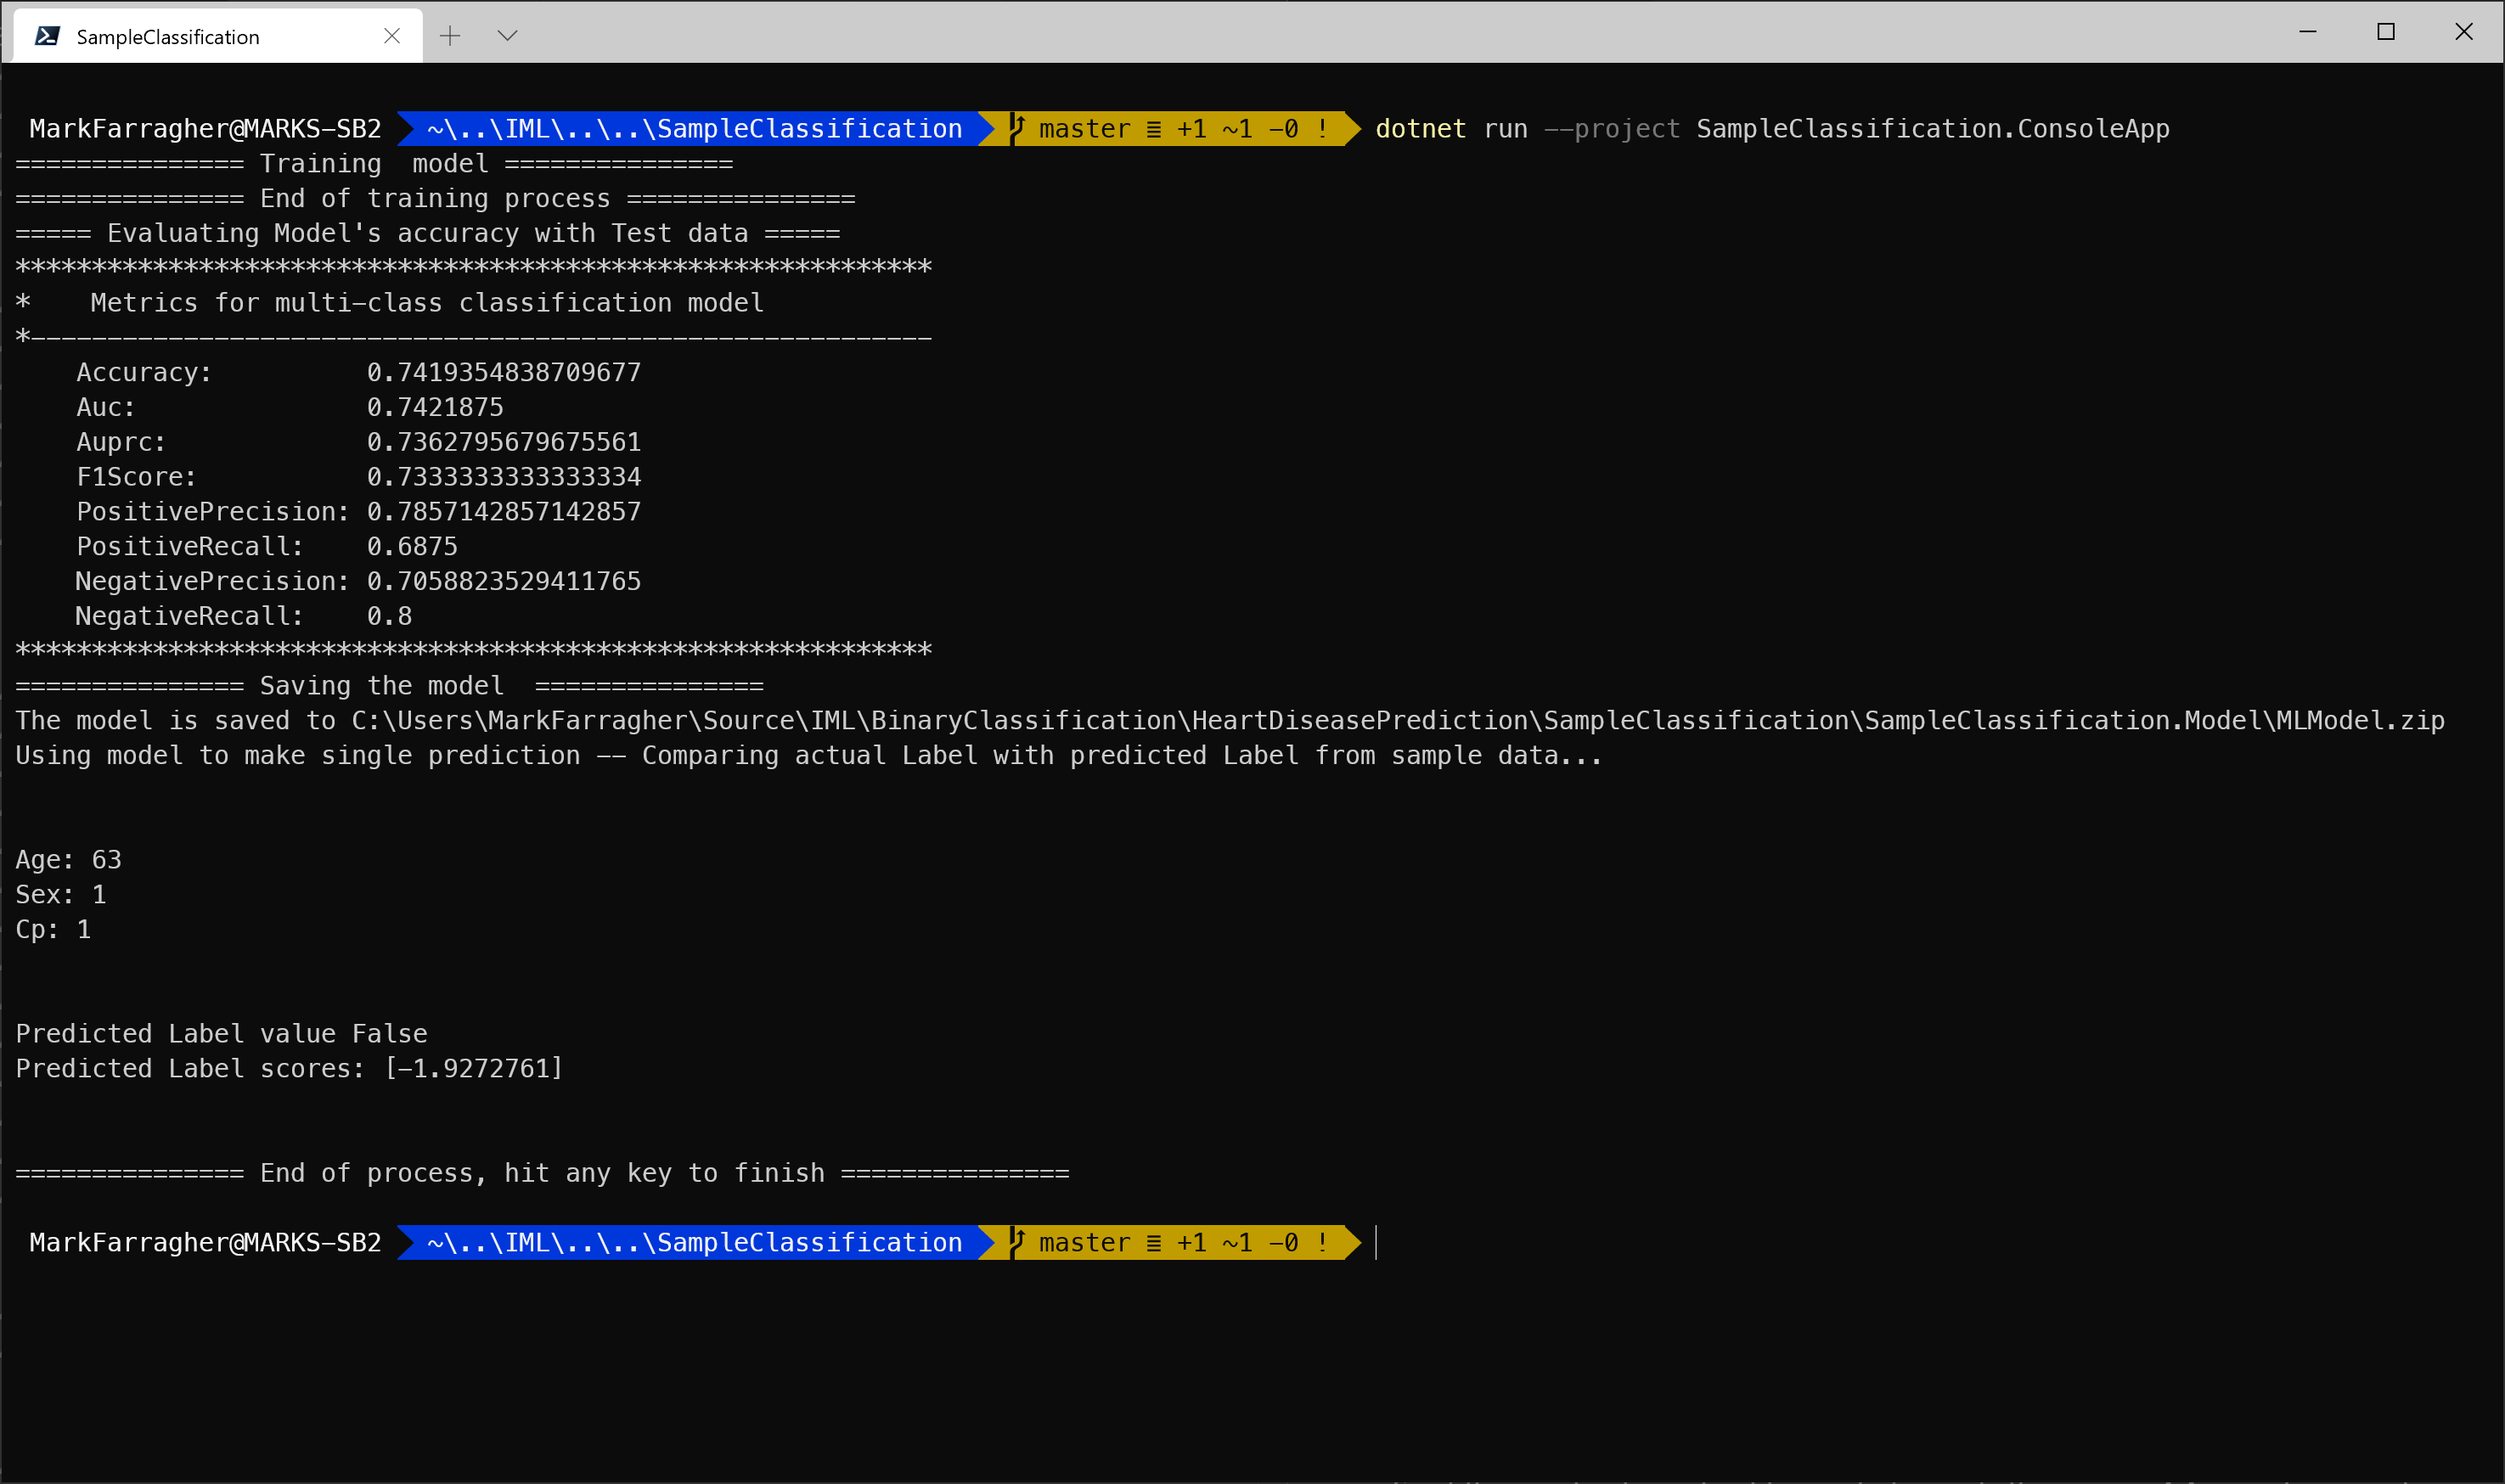 SampleClassification
MarkFarragher@MARKS-SB2 ~\..\IML\..\..\SampleClassification master ≣ +1 ~1 -0 ! dotnet run --project SampleClassification.ConsoleApp
=============== Training  model ===============
=============== End of training process ===============
===== Evaluating Model's accuracy with Test data =====
************************************************************
*    Metrics for multi-class classification model
*-----------------------------------------------------------
    Accuracy:          0.7419354838709677
    Auc:               0.7421875
    Auprc:             0.7362795679675561
    F1Score:           0.7333333333333334
    PositivePrecision: 0.7857142857142857
    PositiveRecall:    0.6875
    NegativePrecision: 0.7058823529411765
    NegativeRecall:    0.8
************************************************************
=============== Saving the model  ===============
The model is saved to C:\Users\MarkFarragher\Source\IML\BinaryClassification\HeartDiseasePrediction\SampleClassification\SampleClassification.Model\MLModel.zip
Using model to make single prediction -- Comparing actual Label with predicted Label from sample data...
Age: 63
Sex: 1
Cp: 1
Predicted Label value False
Predicted Label scores: [-1.9272761]
=============== End of process, hit any key to finish ===============
MarkFarragher@MARKS-SB2 ~\..\IML\..\..\SampleClassification master ≣ +1 ~1 -0 !